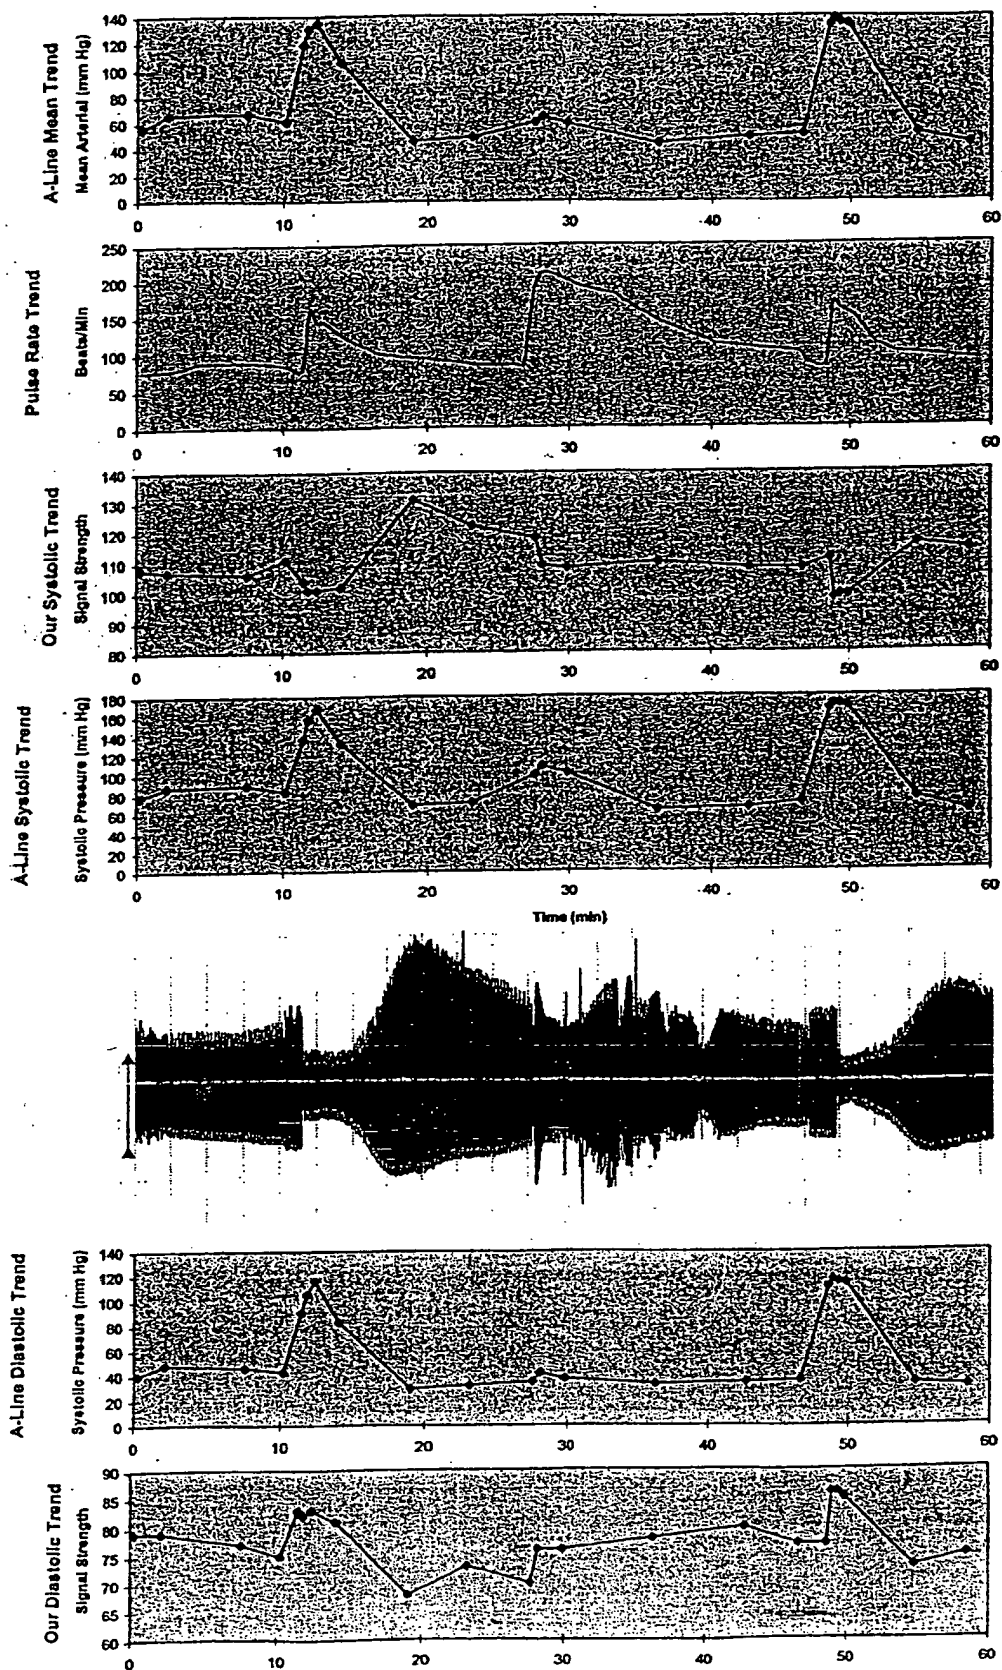 A-Line Mean Trend
Mean Arterial (mm Hg)
140
120
100
80
60
40
20
0
0 10 20 30 40 50 60
Pulse Rate Trend
Beats/Min
250
200
150
100
50
0
0 10 20 30 40 50 60
Our Systolic Trend
Signal Strength
140
130
120
110
100
90
80
0 10 20 30 40 50 60
A-Line Systolic Trend
Systolic Pressure (mm Hg)
180
160
140
120
100
80
60
40
20
0
0 10 20 30 40 50 60
Time (min)
A-Line Diastolic Trend
Systolic Pressure (mm Hg)
140
120
100
80
60
40
20
0
0 10 20 30 40 50 60
Our Diastolic Trend
Signal Strength
90
85
80
75
70
65
60
0 10 20 30 40 50 60